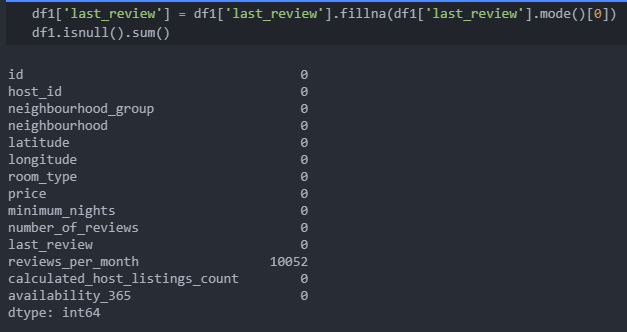 df1['last_review'] = df1['last_review'].fillna(df1['last_review'].mode()[0])
df1.isnull().sum()
id 0
host_id 0
neighbourhood_group 0
neighbourhood 0
latitude 0
longitude 0
room_type 0
price 0
minimum_nights 0
number_of_reviews 0
last_review 0
reviews_per_month 10052
calculated_host_listings_count 0
availability_365 0
dtype: int64